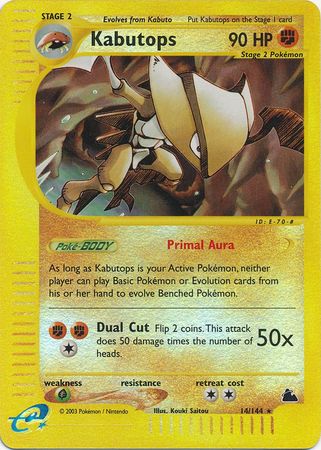 STAGE 2
Evolves from Kabuto
Put Kabutops on the Stage 1 card
Kabutops
90 HP
Stage 2 Pokémon
ID: E-70-#
Poké-BODY
Primal Aura
As long as Kabutops is your Active Pokémon, neither
player can play Basic Pokémon or Evolution cards from
his or her hand to evolve Benched Pokémon.
Dual Cut Flip 2 coins. This attack
does 50 damage times the number of
heads.
50x
weakness
resistance
retreat cost
© 2003 Pokémon / Nintendo
Illus. Kouki Saitou
14/144 ★
e